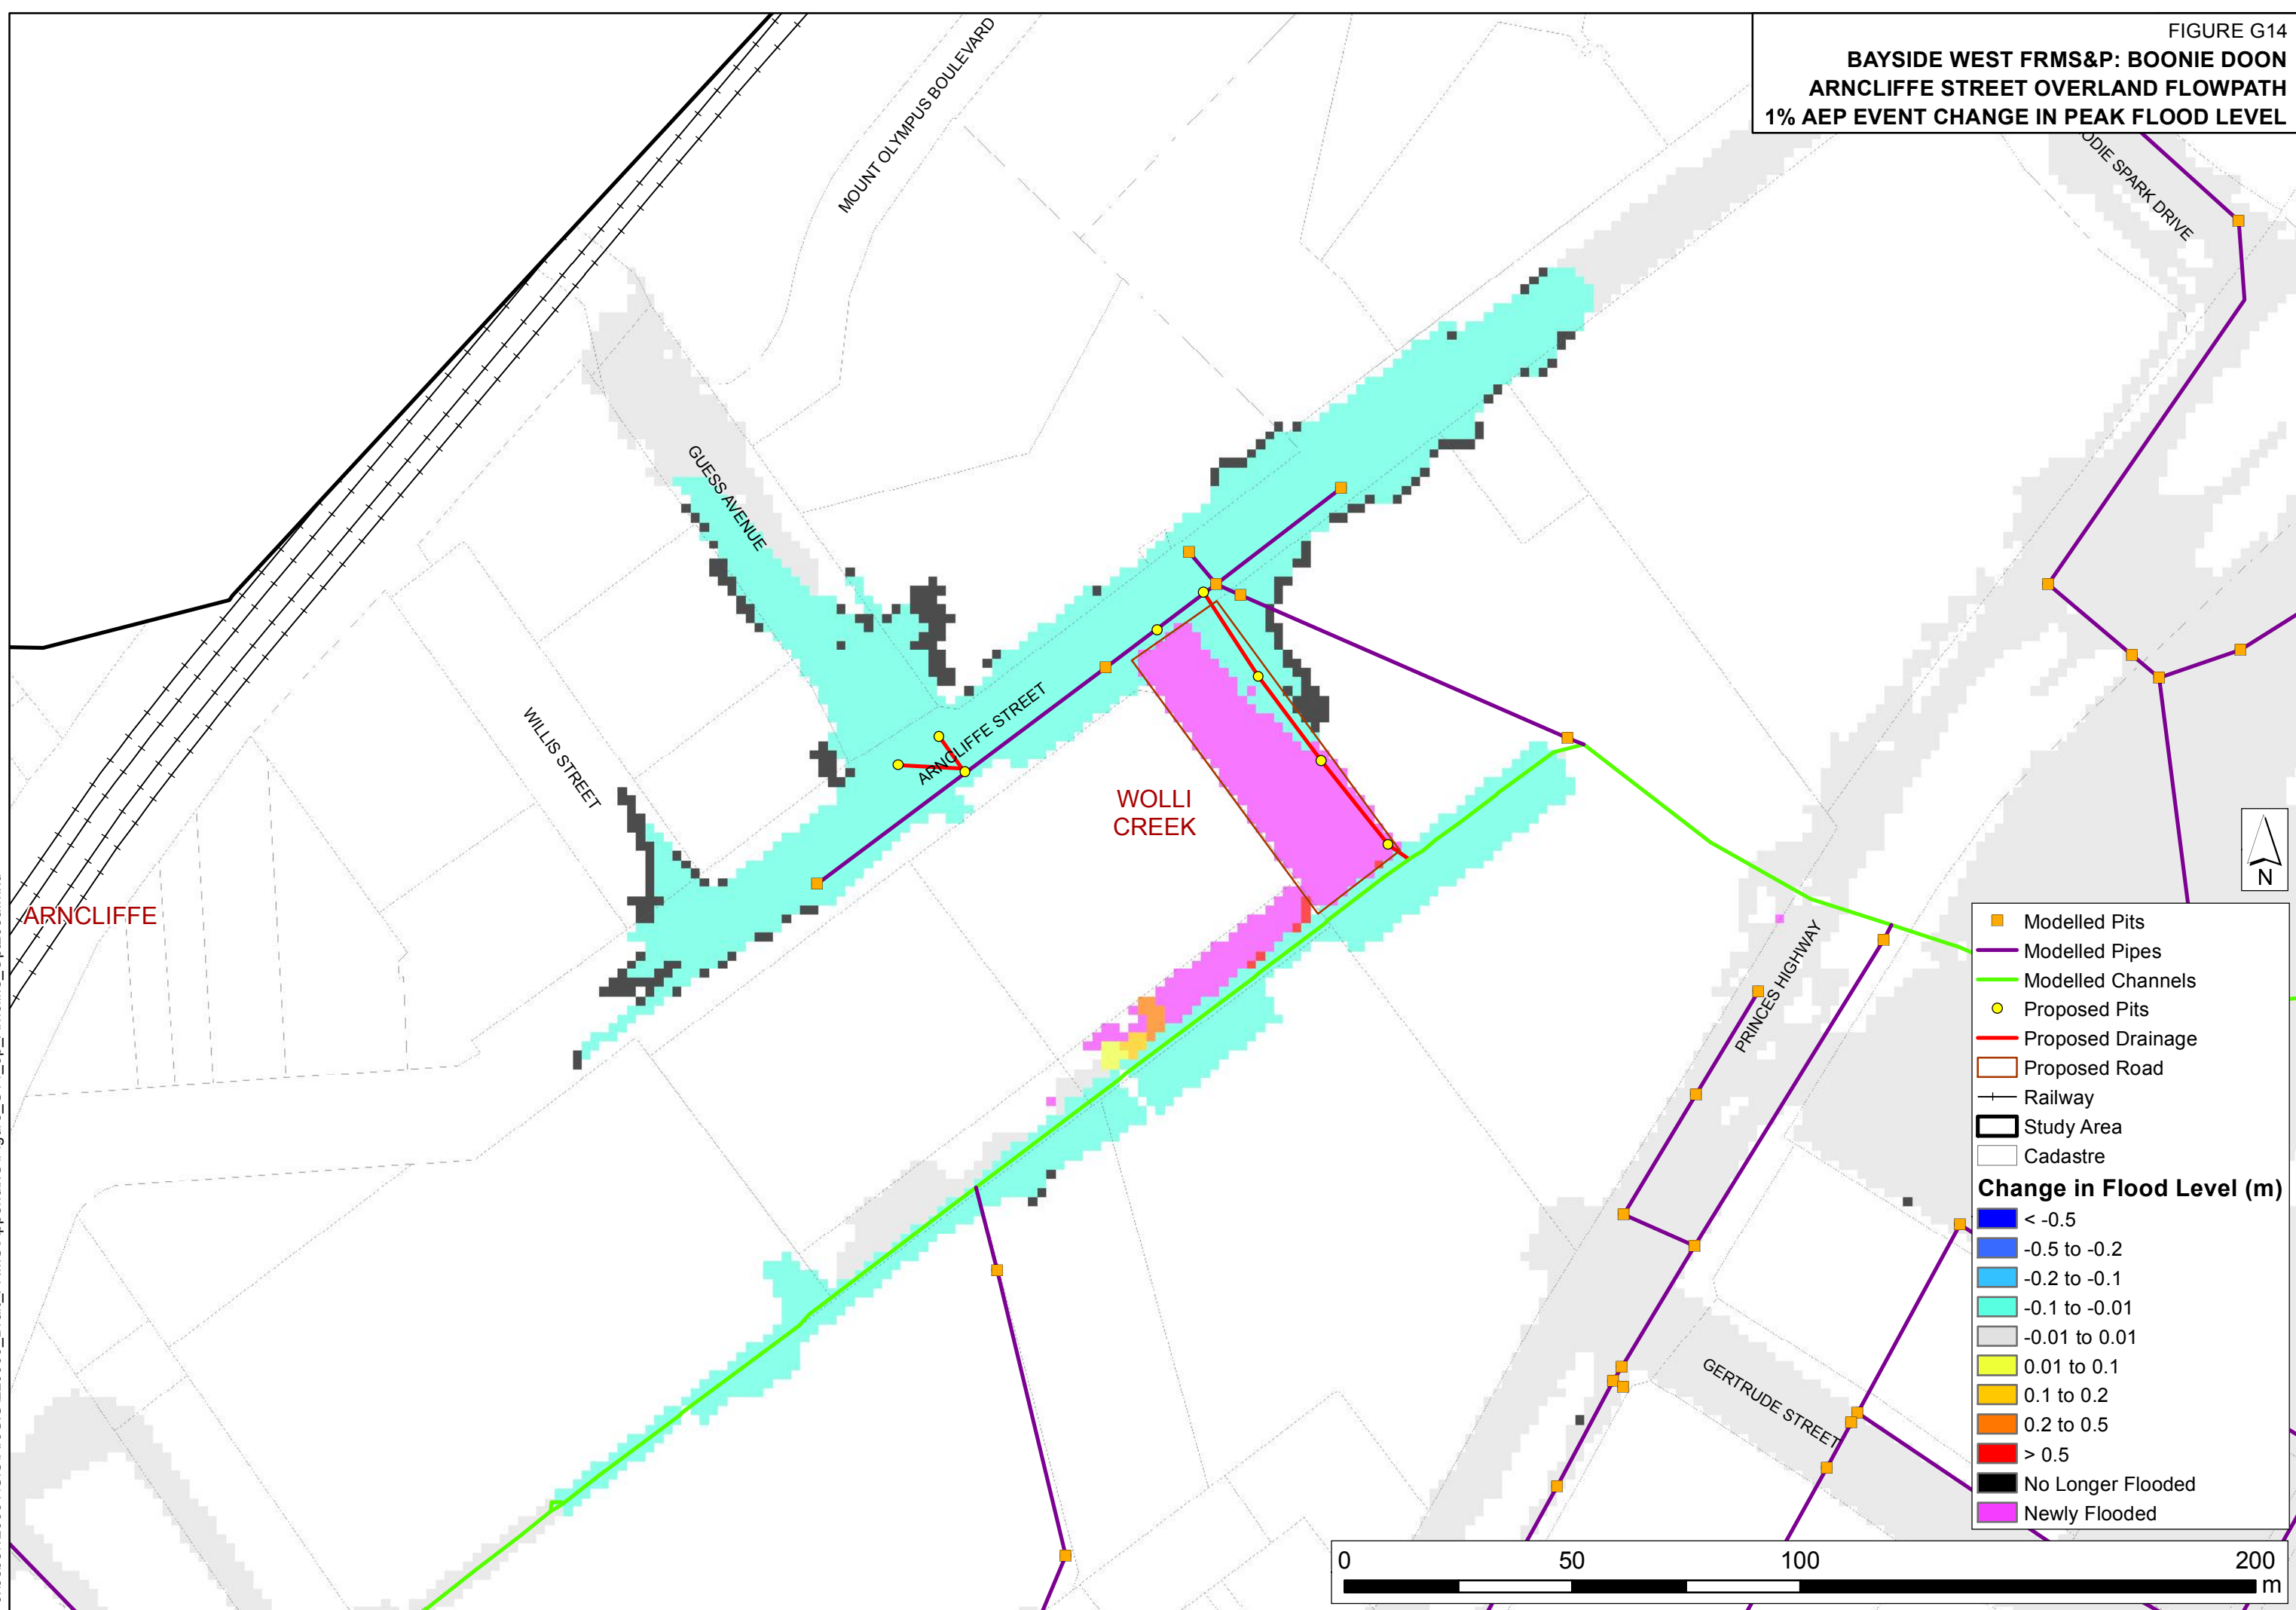 FIGURE G14
BAYSIDE WEST FRMS&P: BOONIE DOON
ARNCLIFFE STREET OVERLAND FLOWPATH
1% AEP EVENT CHANGE IN PEAK FLOOD LEVEL
MOUNT OLYMPUS BOULEVARD
ODIE SPARK DRIVE
GUESS AVENUE
WILLIS STREET
ARNCLIFFE STREET
WOLLI
CREEK
ARNCLIFFE
PRINCES HIGHWAY
GERTRUDE STREET
N
Modelled Pits
Modelled Pipes
Modelled Channels
Proposed Pits
Proposed Drainage
Proposed Road
Railway
Study Area
Cadastre
Change in Flood Level (m)
< -0.5
-0.5 to -0.2
-0.2 to -0.1
-0.1 to -0.01
-0.01 to 0.01
0.01 to 0.1
0.1 to 0.2
0.2 to 0.5
> 0.5
No Longer Flooded
Newly Flooded
0 50 100 200
m